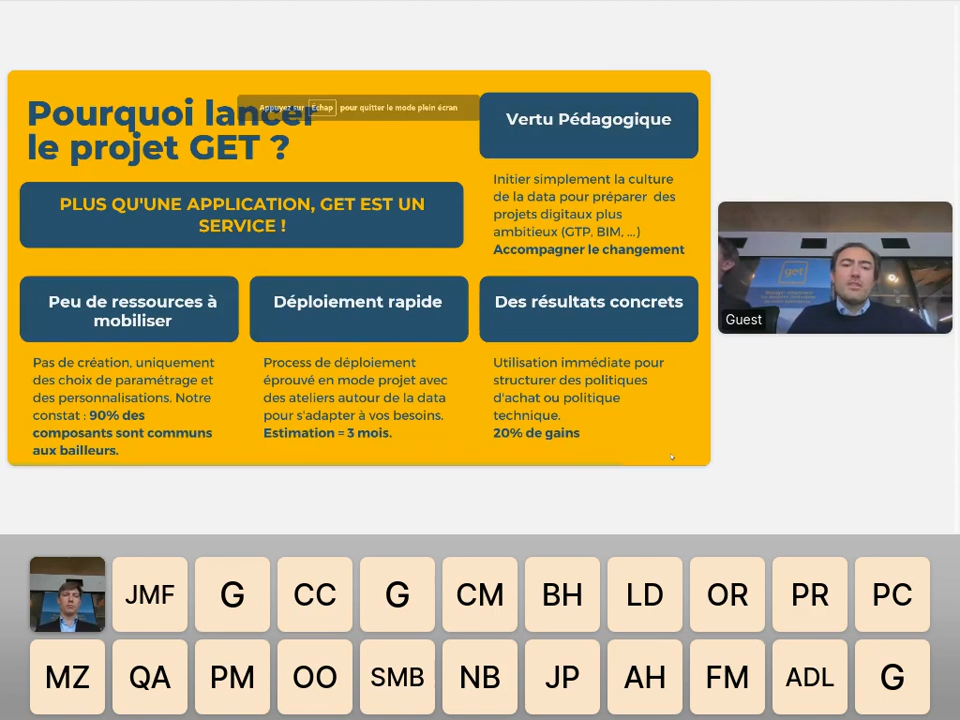 Pourquoi lancer
le projet GET ?
Appuyez sur Echap pour quitter le mode plein écran
PLUS QU'UNE APPLICATION, GET EST UN
SERVICE !
Vertu Pédagogique
Initier simplement la culture
de la data pour préparer des
projets digitaux plus
ambitieux (GTP, BIM, ...)
Accompagner le changement
Peu de ressources à
mobiliser
Pas de création, uniquement
des choix de paramétrage et
des personnalisations. Notre
constat : 90% des
composants sont communs
aux bailleurs.
Déploiement rapide
Process de déploiement
éprouvé en mode projet avec
des ateliers autour de la data
pour s'adapter à vos besoins.
Estimation = 3 mois.
Des résultats concrets
Utilisation immédiate pour
structurer des politiques
d'achat ou politique
technique.
20% de gains
get
Guest
JMF
G
CC
G
CM
BH
LD
OR
PR
PC
MZ
QA
PM
OO
SMB
NB
JP
AH
FM
ADL
G